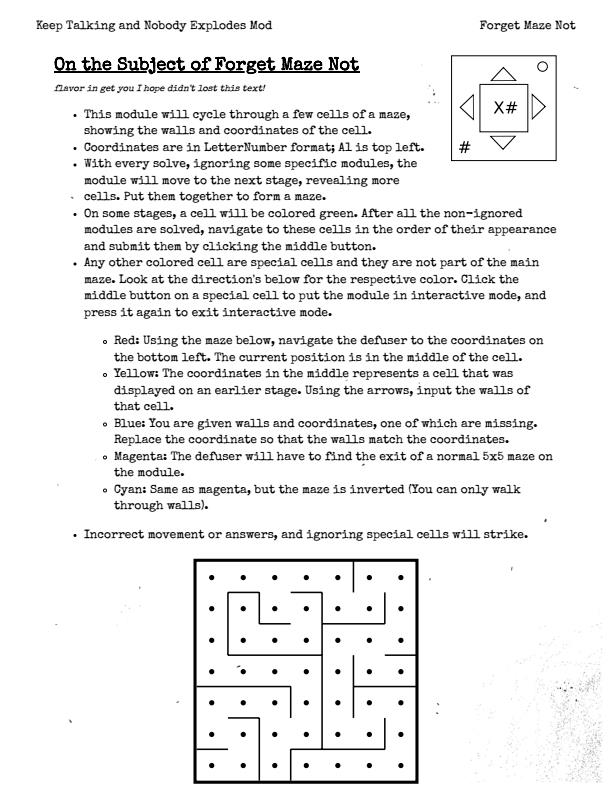 Keep Talking and Nobody Explodes Mod
Forget Maze Not
On the Subject of Forget Maze Not
flavor in get you I hope didn't lost this text!
X#
#
• This module will cycle through a few cells of a maze,
showing the walls and coordinates of the cell.
• Coordinates are in LetterNumber format; A1 is top left.
• With every solve, ignoring some specific modules, the
module will move to the next stage, revealing more
cells. Put them together to form a maze.
• On some stages, a cell will be colored green. After all the non-ignored
modules are solved, navigate to these cells in the order of their appearance
and submit them by clicking the middle button.
• Any other colored cell are special cells and they are not part of the main
maze. Look at the direction's below for the respective color. Click the
middle button on a special cell to put the module in interactive mode, and
press it again to exit interactive mode.
◦ Red: Using the maze below, navigate the defuser to the coordinates on
the bottom left. The current position is in the middle of the cell.
◦ Yellow: The coordinates in the middle represents a cell that was
displayed on an earlier stage. Using the arrows, input the walls of
that cell.
◦ Blue: You are given walls and coordinates, one of which are missing.
Replace the coordinate so that the walls match the coordinates.
◦ Magenta: The defuser will have to find the exit of a normal 5x5 maze on
the module.
◦ Cyan: Same as magenta, but the maze is inverted (You can only walk
through walls).
• Incorrect movement or answers, and ignoring special cells will strike.